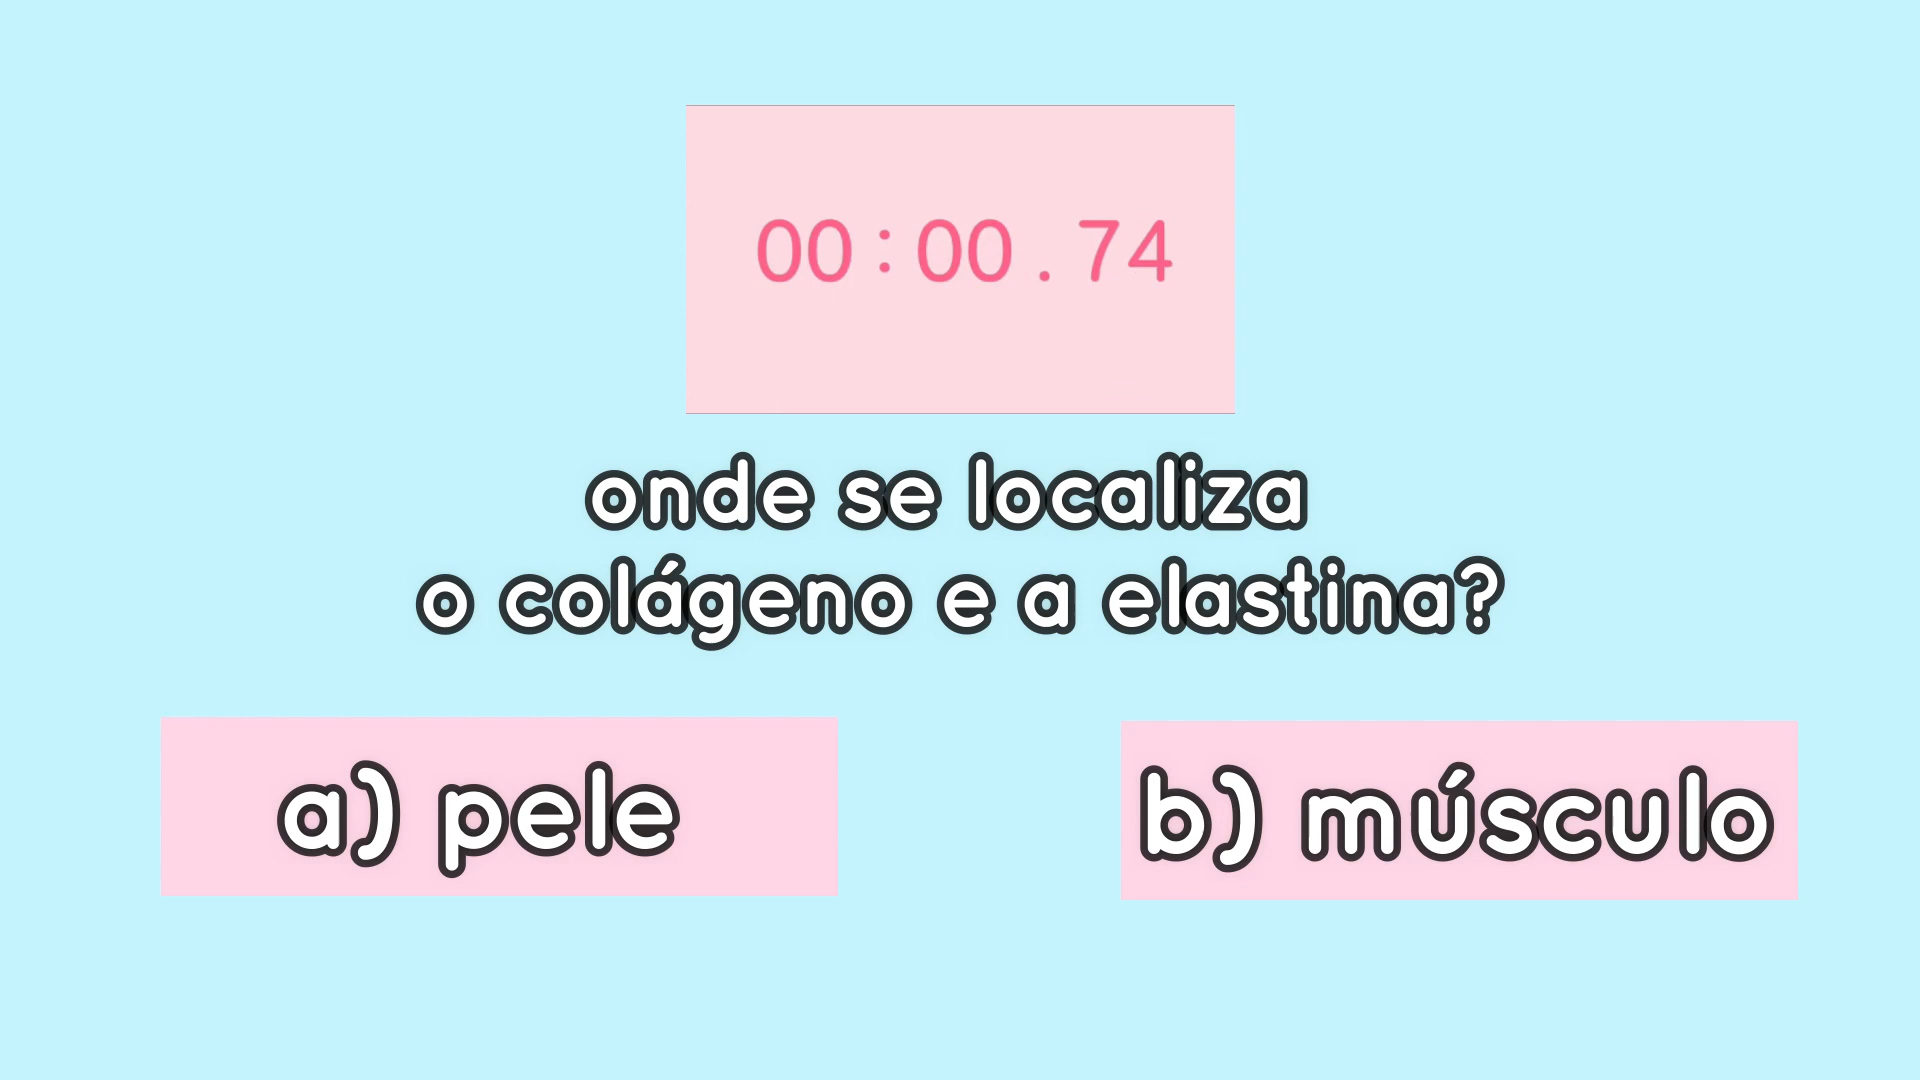 00:00.74
onde se localiza
o colágeno e a elastina?
a) pele
b) músculo